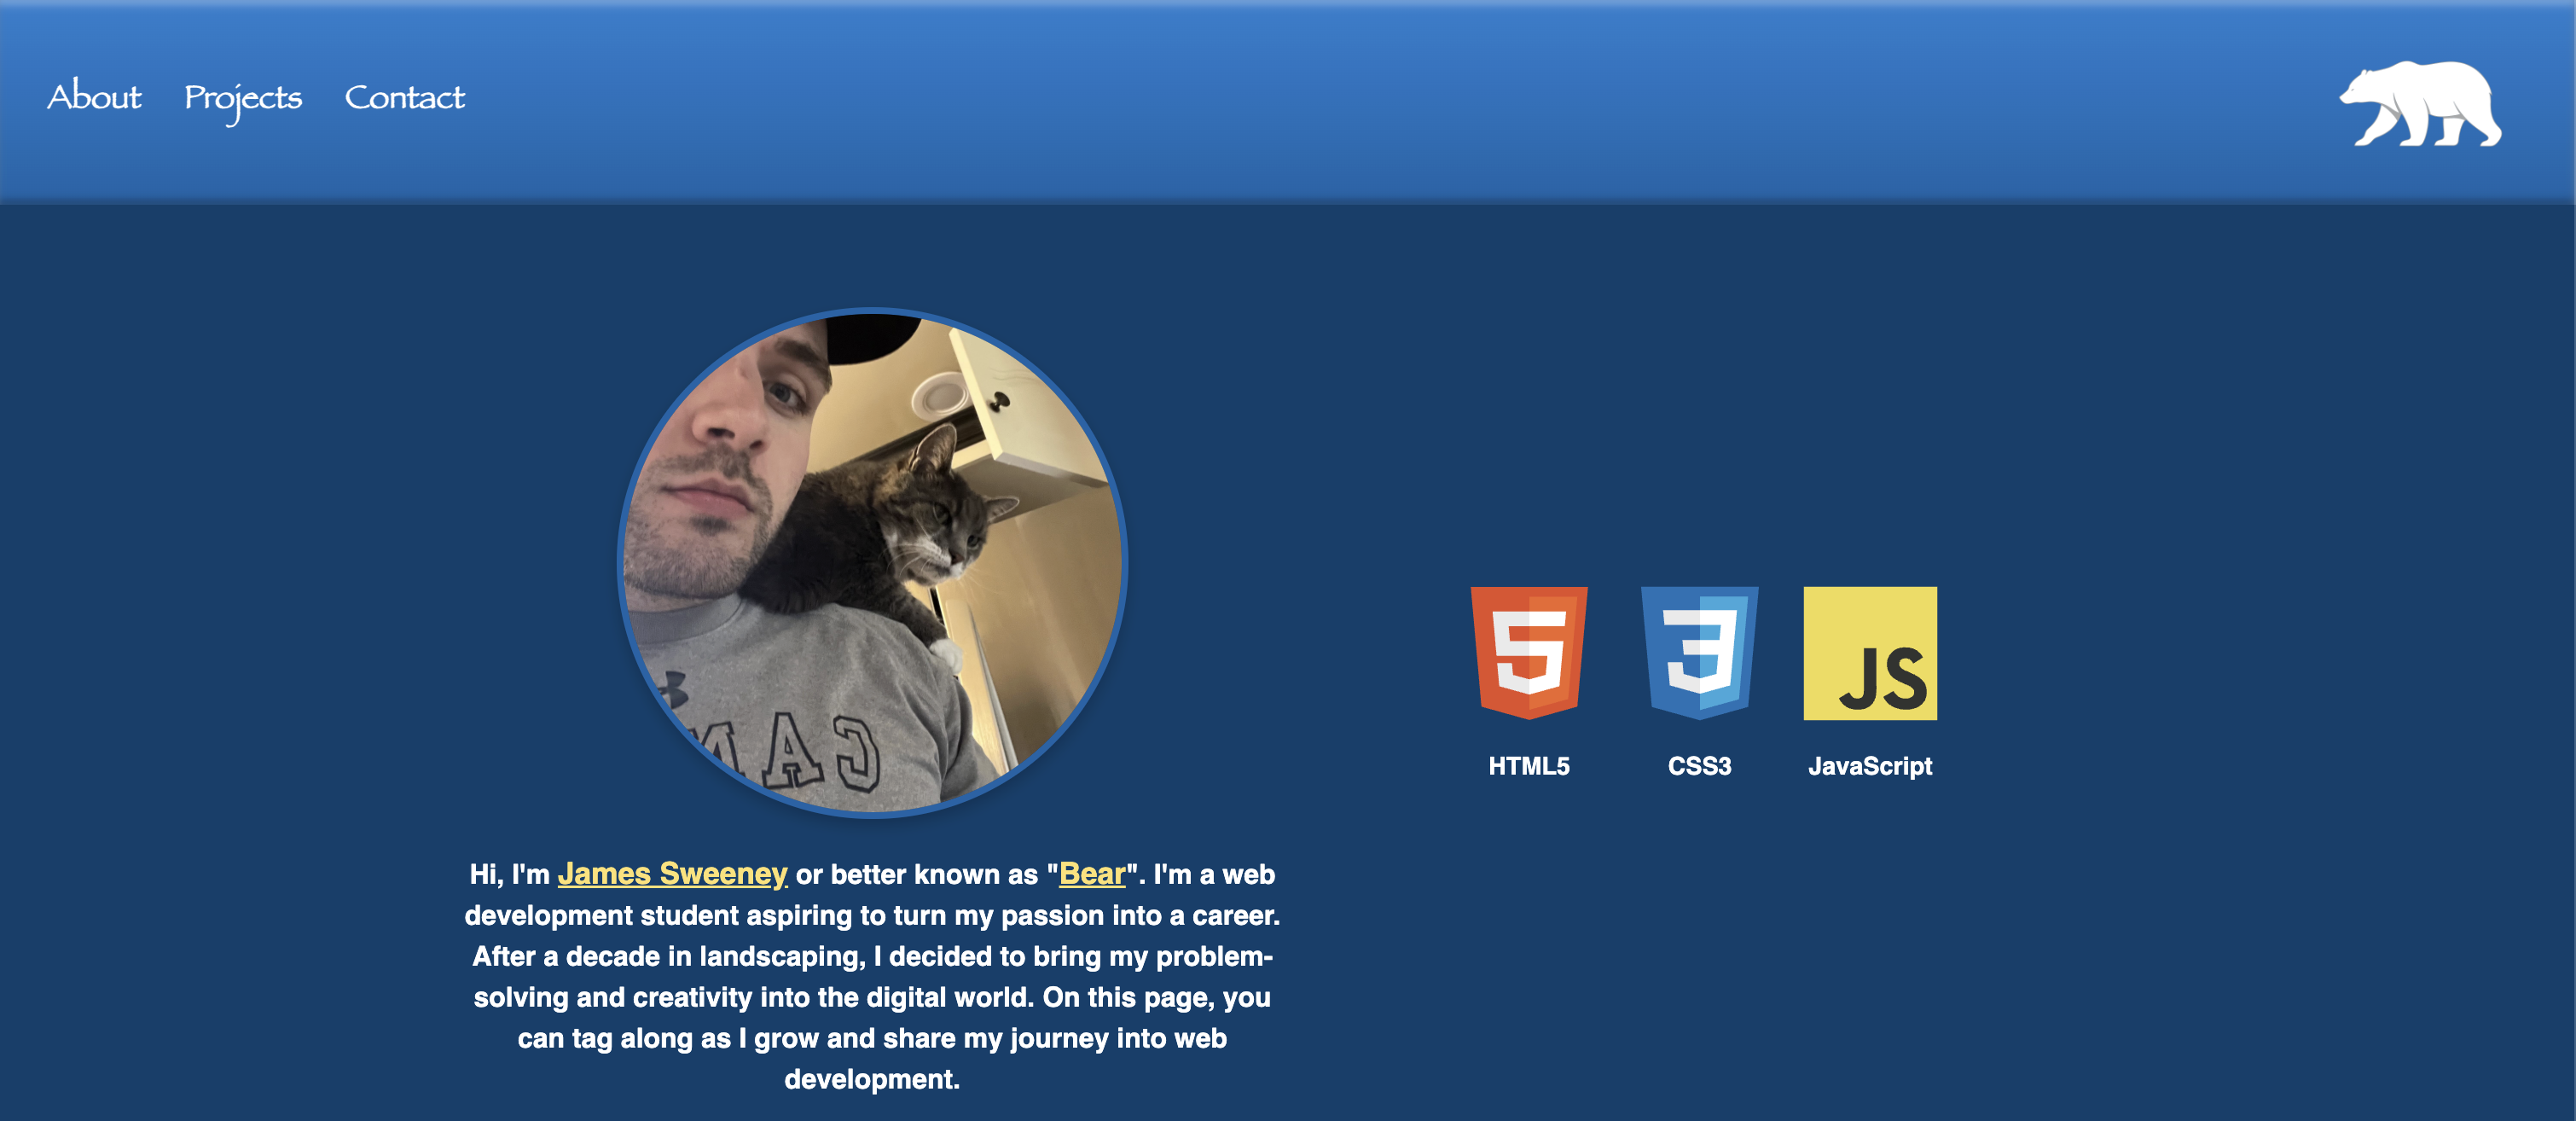 About Projects Contact
HTML5 CSS3 JavaScript
JS
Hi, I'm James Sweeney or better known as "Bear". I'm a web
development student aspiring to turn my passion into a career.
After a decade in landscaping, I decided to bring my problem-
solving and creativity into the digital world. On this page, you
can tag along as I grow and share my journey into web
development.